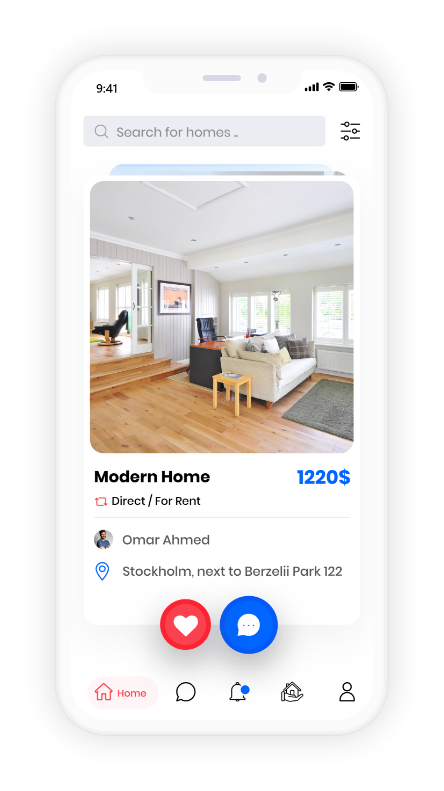 9:41
Search for homes ..
Modern Home
1220$
Direct / For Rent
Omar Ahmed
Stockholm, next to Berzelii Park 122
Home